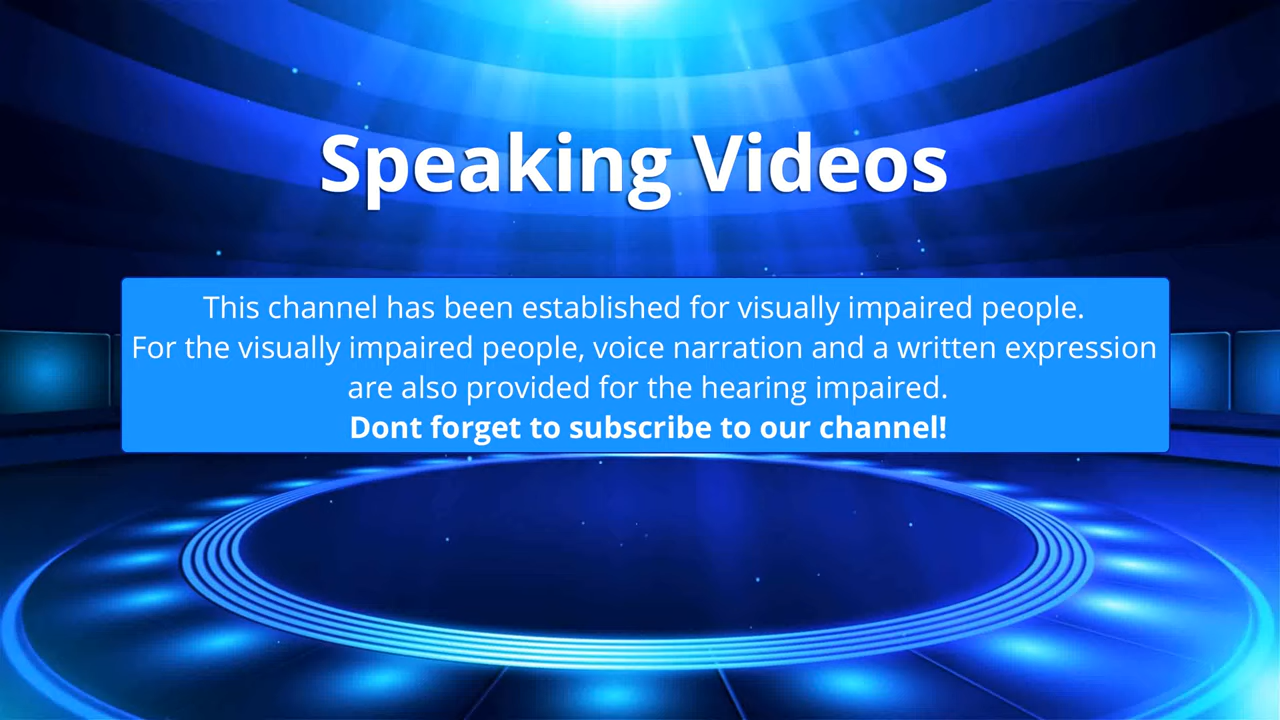 Speaking Videos
This channel has been established for visually impaired people.
For the visually impaired people, voice narration and a written expression
are also provided for the hearing impaired.
Dont forget to subscribe to our channel!